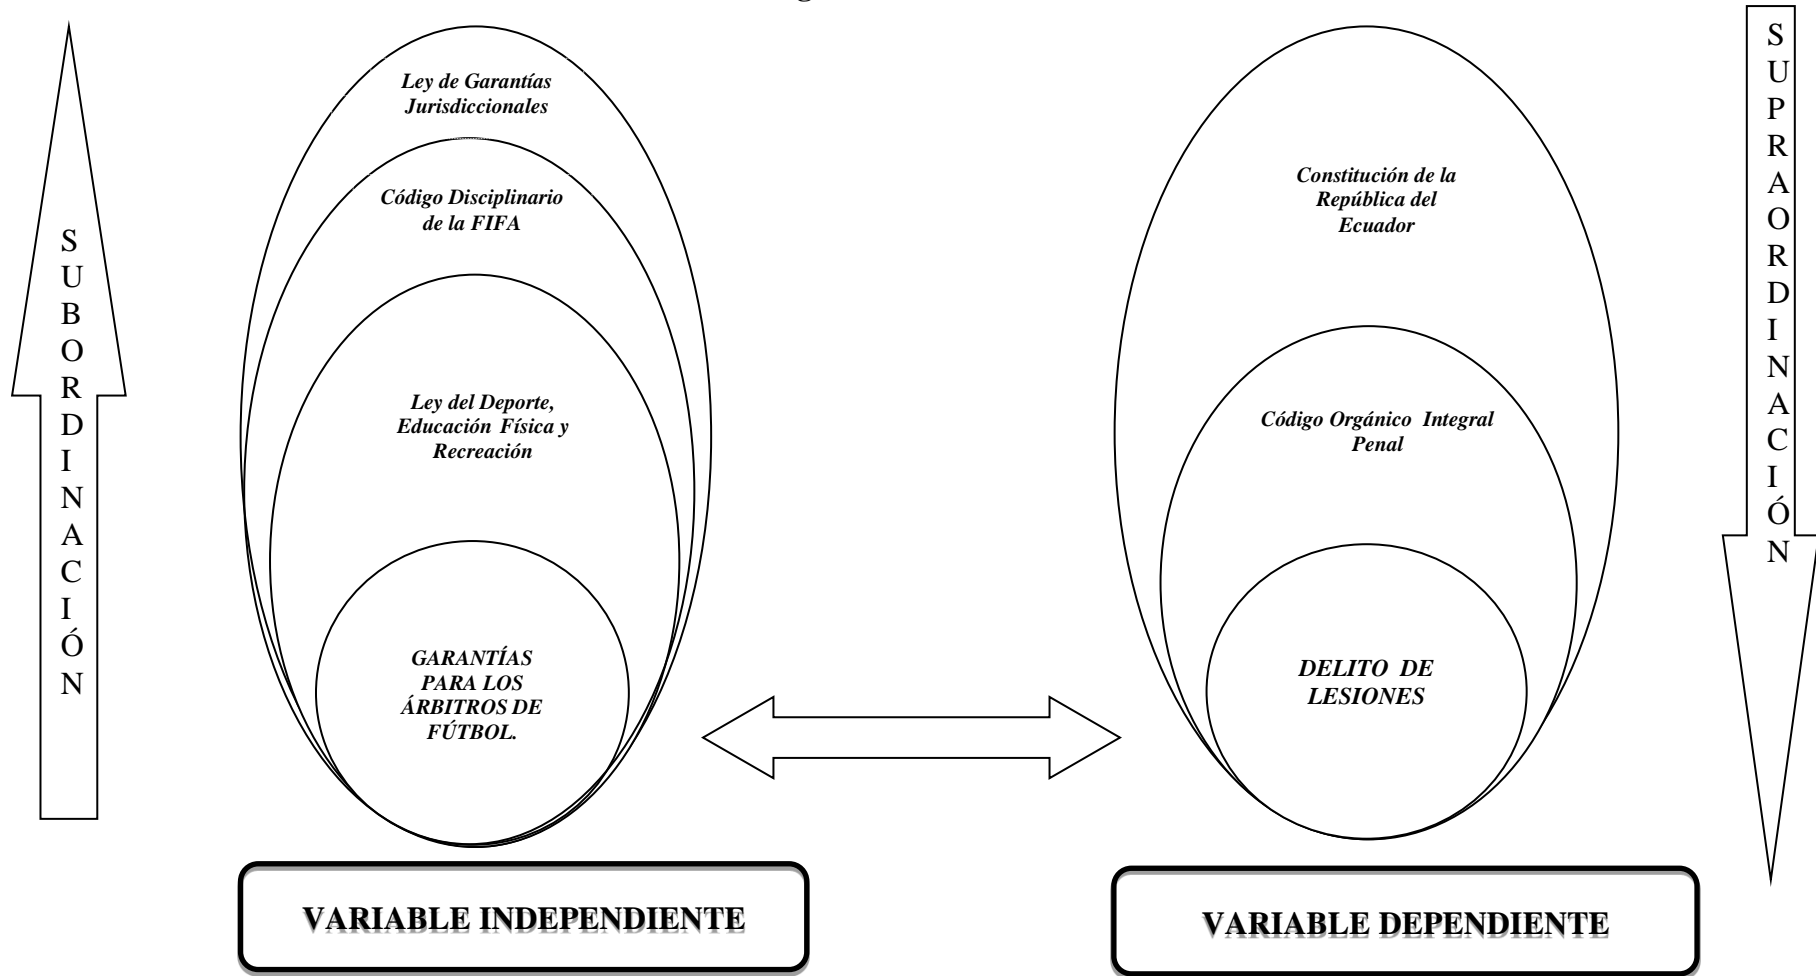 SUBORDINACIÓN
Ley de Garantías
Jurisdiccionales
Código Disciplinario
de la FIFA
Ley del Deporte,
Educación Física y
Recreación
GARANTÍAS
PARA LOS
ÁRBITROS DE
FÚTBOL.
VARIABLE INDEPENDIENTE
Constitución de la
República del
Ecuador
Código Orgánico Integral
Penal
DELITO DE
LESIONES
VARIABLE DEPENDIENTE
SUPRAORDINACIÓN